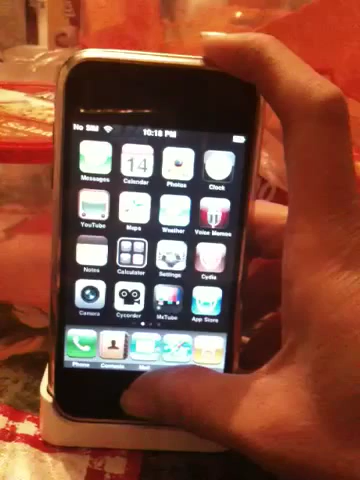 No SIM 10:18 PM
14
Messages Calendar Photos Clock
YouTube Maps Weather Voice Memos
Notes Calculator Settings Cydia
Camera Cycorder MxTube App Store
Phone Contacts Mail